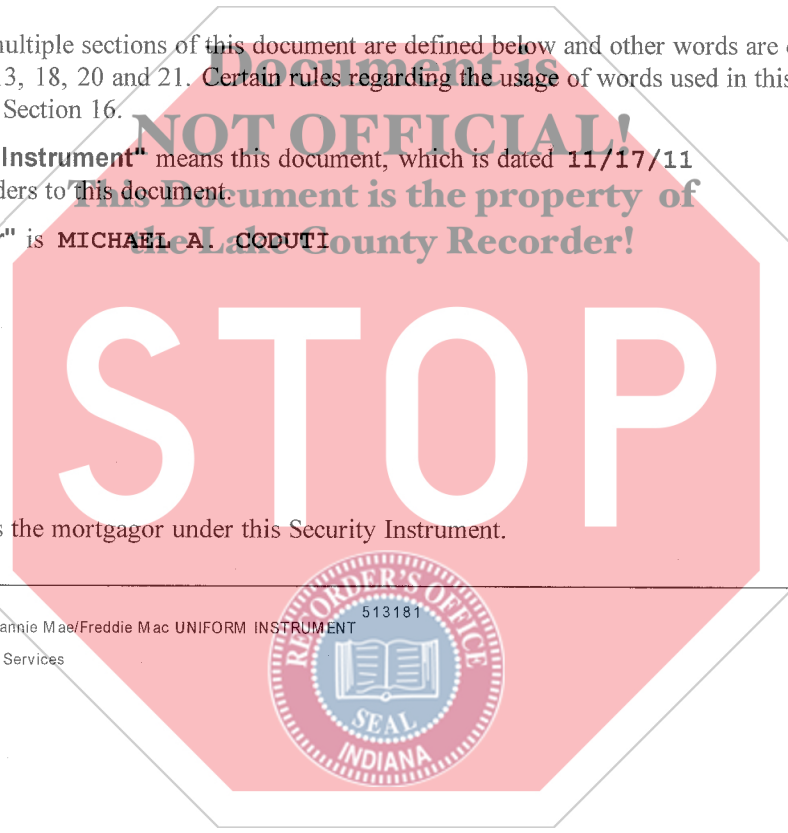 multiple sections of this document are defined below and other words are
Document is
13, 18, 20 and 21. Certain rules regarding the usage of words used in this
Section 16.
NOT OFFICIAL!
Instrument" means this document, which is dated 11/17/11
This Document is the property of
ders to this document.
the Lake County Recorder!
r" is MICHAEL A. CODUTI
STOP
s the mortgagor under this Security Instrument.
RECORDER'S OFFICE
513181
annie Mae/Freddie Mac UNIFORM INSTRUMENT
Services
SEAL
INDIANA